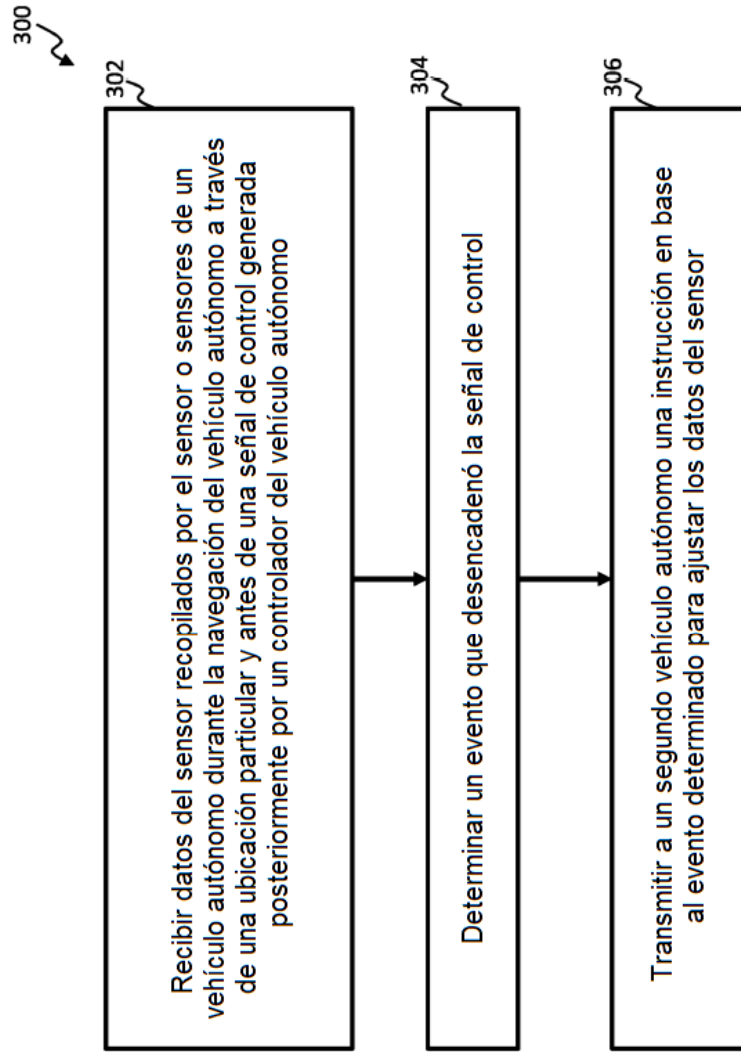 300
302
Recibir datos del sensor recopilados por el sensor o sensores de un
vehículo autónomo durante la navegación del vehículo autónomo a través
de una ubicación particular y antes de una señal de control generada
posteriormente por un controlador del vehículo autónomo
304
Determinar un evento que desencadenó la señal de control
306
Transmitir a un segundo vehículo autónomo una instrucción en base
al evento determinado para ajustar los datos del sensor